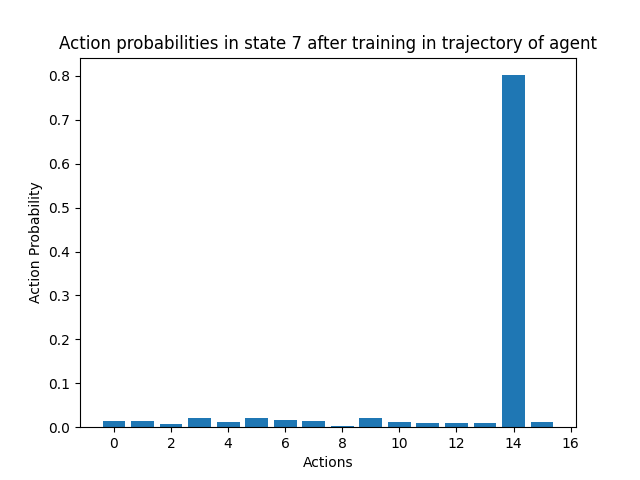 Action probabilities in state 7 after training in trajectory of agent
0.8
0.7
0.6
0.5
0.4
0.3
0.2
0.1
0.0
Action Probability
0 2 4 6 8 10 12 14 16
Actions